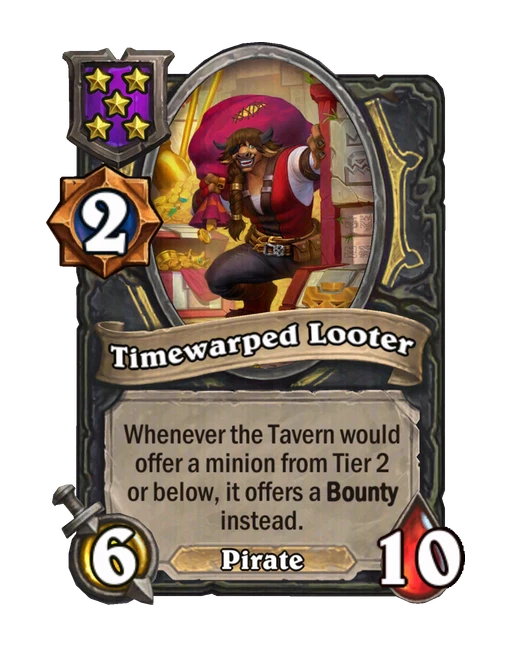 2
Timewarped Looter
Whenever the Tavern would
offer a minion from Tier 2
or below, it offers a Bounty
instead.
6
Pirate
10